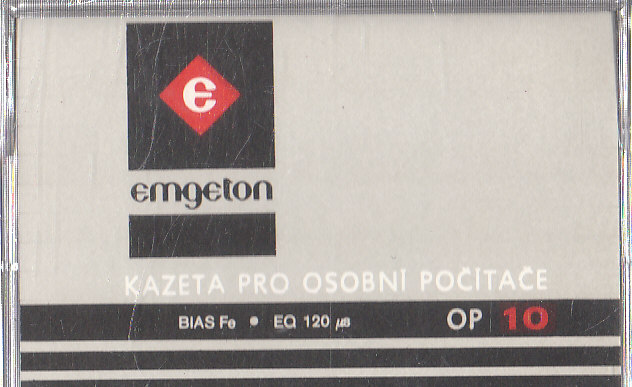 e
emgeton
KAZETA PRO OSOBNÍ POČÍTAČE
BIAS Fe • EQ 120 µs OP 10